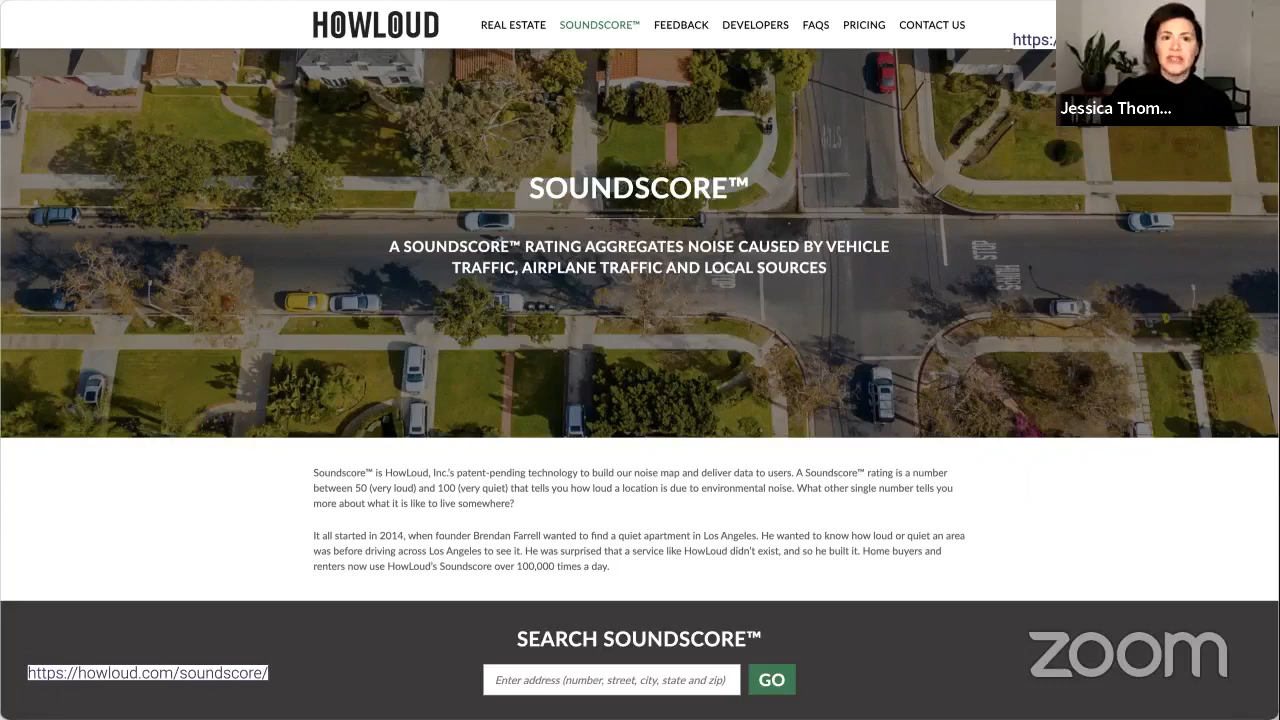 HOWLOUD
REAL ESTATE SOUNDSCORE™ FEEDBACK DEVELOPERS FAQS PRICING CONTACT US
https:/
Jessica Thom...
SOUNDSCORE™
A SOUNDSCORE™ RATING AGGREGATES NOISE CAUSED BY VEHICLE
TRAFFIC, AIRPLANE TRAFFIC AND LOCAL SOURCES
STOP
Soundscore™ is HowLoud, Inc.'s patent-pending technology to build our noise map and deliver data to users. A Soundscore™ rating is a number
between 50 (very loud) and 100 (very quiet) that tells you how loud a location is due to environmental noise. What other single number tells you
more about what it is like to live somewhere?
It all started in 2014, when founder Brendan Farrell wanted to find a quiet apartment in Los Angeles. He wanted to know how loud or quiet an area
was before driving across Los Angeles to see it. He was surprised that a service like HowLoud didn't exist, and so he built it. Home buyers and
renters now use HowLoud's Soundscore over 100,000 times a day.
SEARCH SOUNDSCORE™
Enter address (number, street, city, state and zip) GO
https://howloud.com/soundscore/
zoom